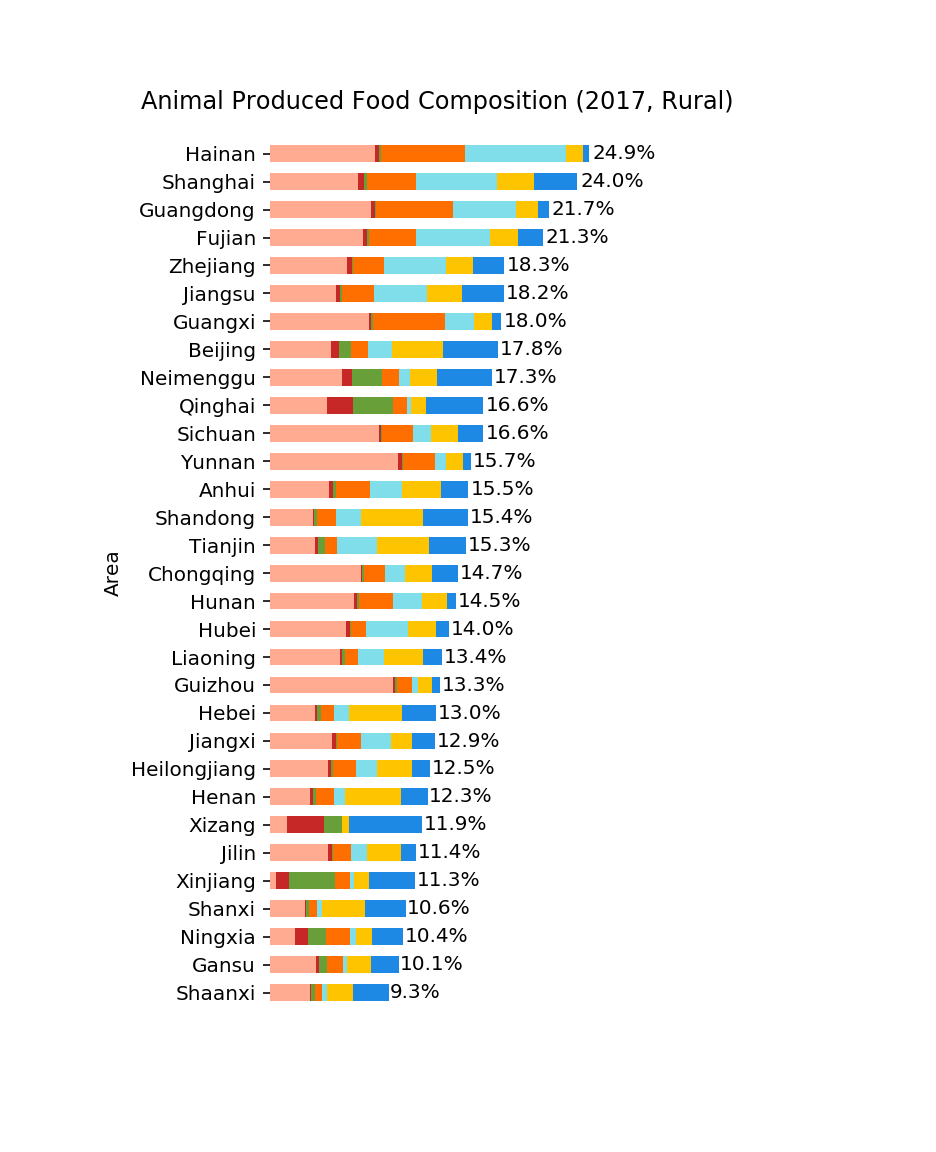 Animal Produced Food Composition (2017, Rural)
Hainan 24.9%
Shanghai 24.0%
Guangdong 21.7%
Fujian 21.3%
Zhejiang 18.3%
Jiangsu 18.2%
Guangxi 18.0%
Beijing 17.8%
Neimenggu 17.3%
Qinghai 16.6%
Sichuan 16.6%
Yunnan 15.7%
Anhui 15.5%
Shandong 15.4%
Tianjin 15.3%
Area
Chongqing 14.7%
Hunan 14.5%
Hubei 14.0%
Liaoning 13.4%
Guizhou 13.3%
Hebei 13.0%
Jiangxi 12.9%
Heilongjiang 12.5%
Henan 12.3%
Xizang 11.9%
Jilin 11.4%
Xinjiang 11.3%
Shanxi 10.6%
Ningxia 10.4%
Gansu 10.1%
Shaanxi 9.3%